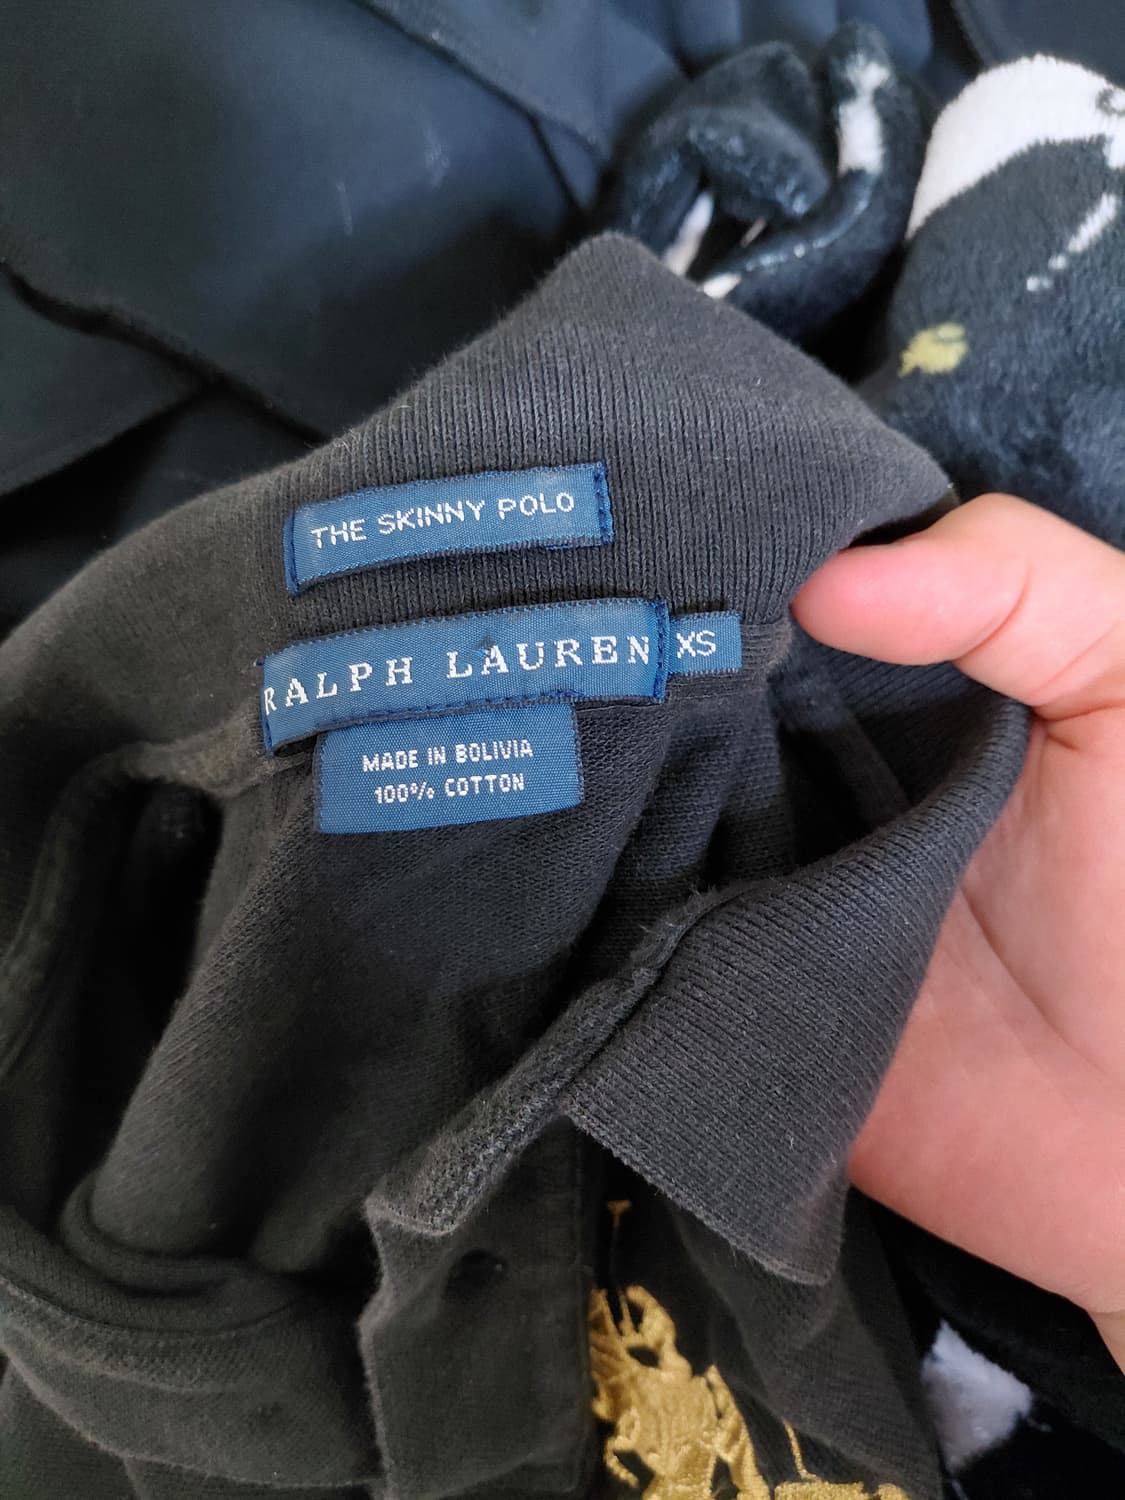 THE SKINNY POLO
RALPH LAUREN
XS
MADE IN BOLIVIA
100% COTTON